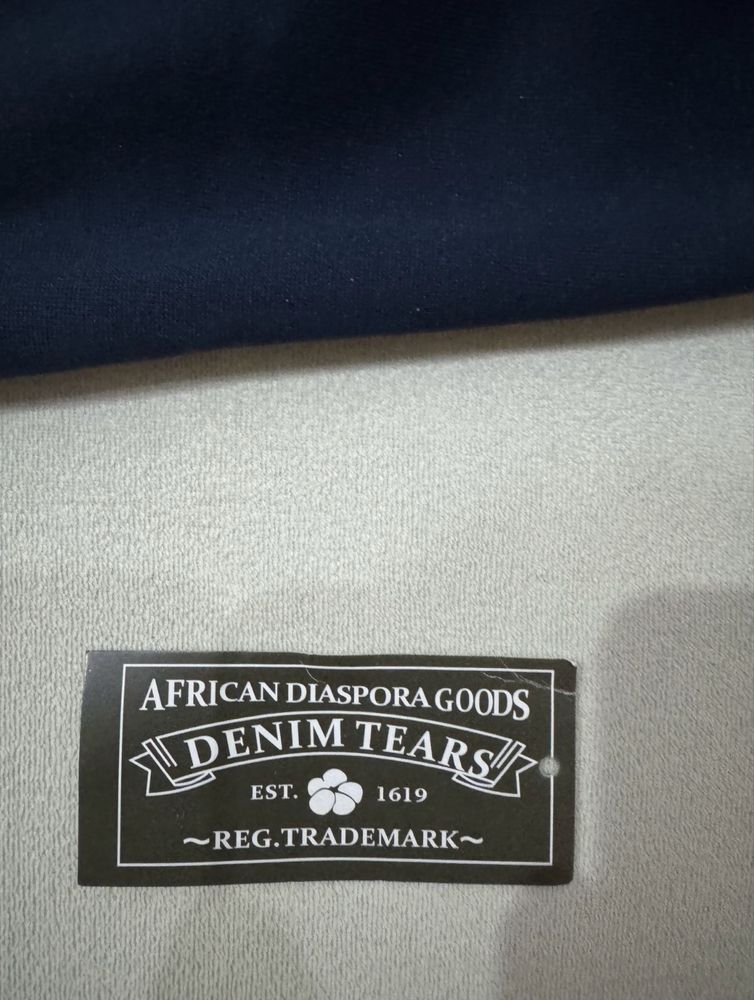 AFRICAN DIASPORA GOODS
DENIM TEARS
EST. 1619
~REG.TRADEMARK~